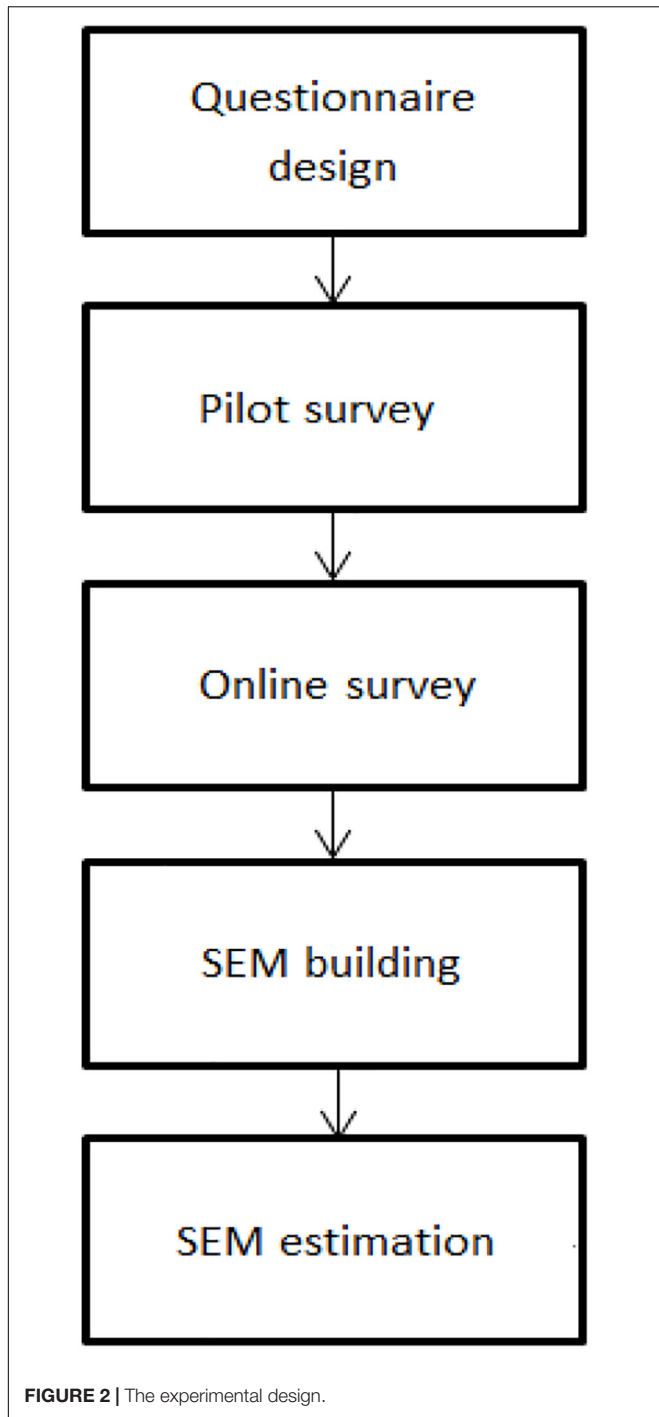 Questionnaire
design
Pilot survey
Online survey
SEM building
SEM estimation
FIGURE 2 | The experimental design.